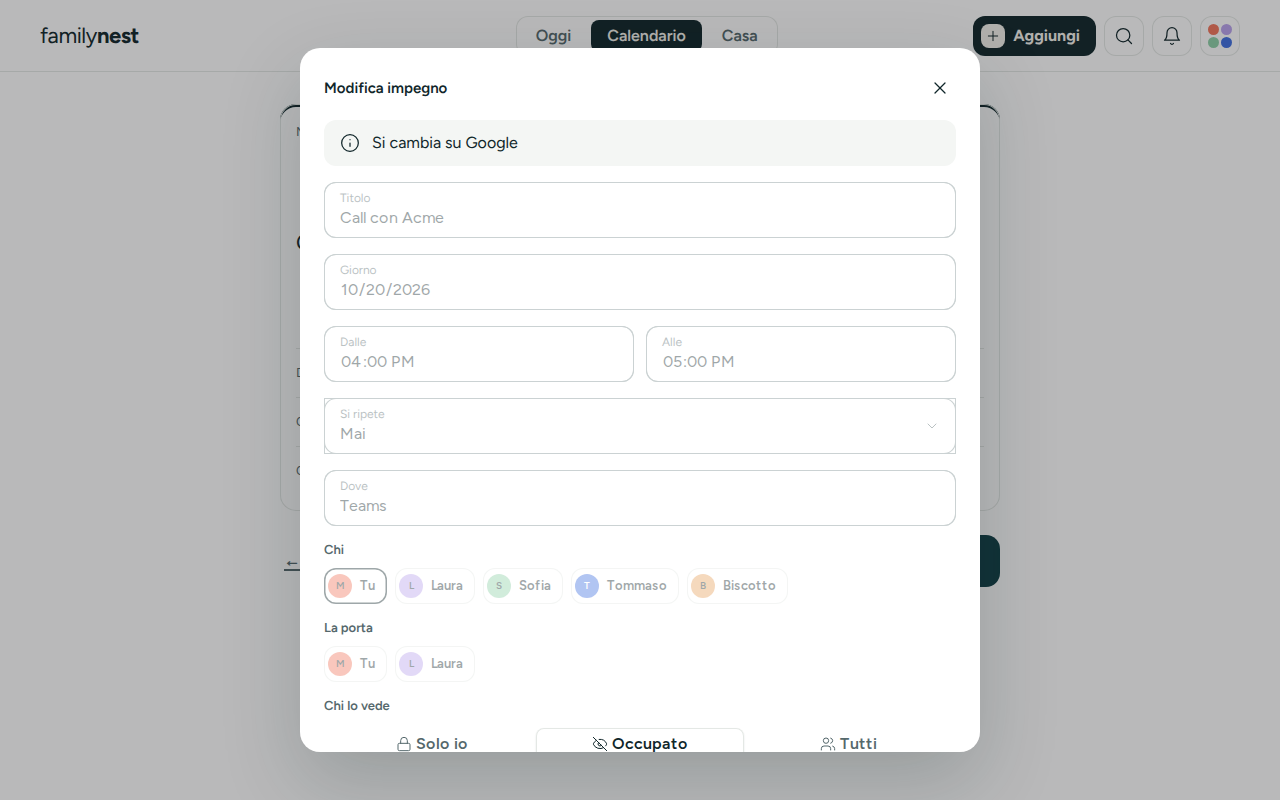 familynest
Oggi
Calendario
Casa
Aggiungi
Modifica impegno
Si cambia su Google
Titolo
Call con Acme
Giorno
10/20/2026
Dalle
04:00 PM
Alle
05:00 PM
Si ripete
Mai
Dove
Teams
Chi
M Tu
L Laura
S Sofia
T Tommaso
B Biscotto
La porta
M Tu
L Laura
Chi lo vede
Solo io
Occupato
Tutti